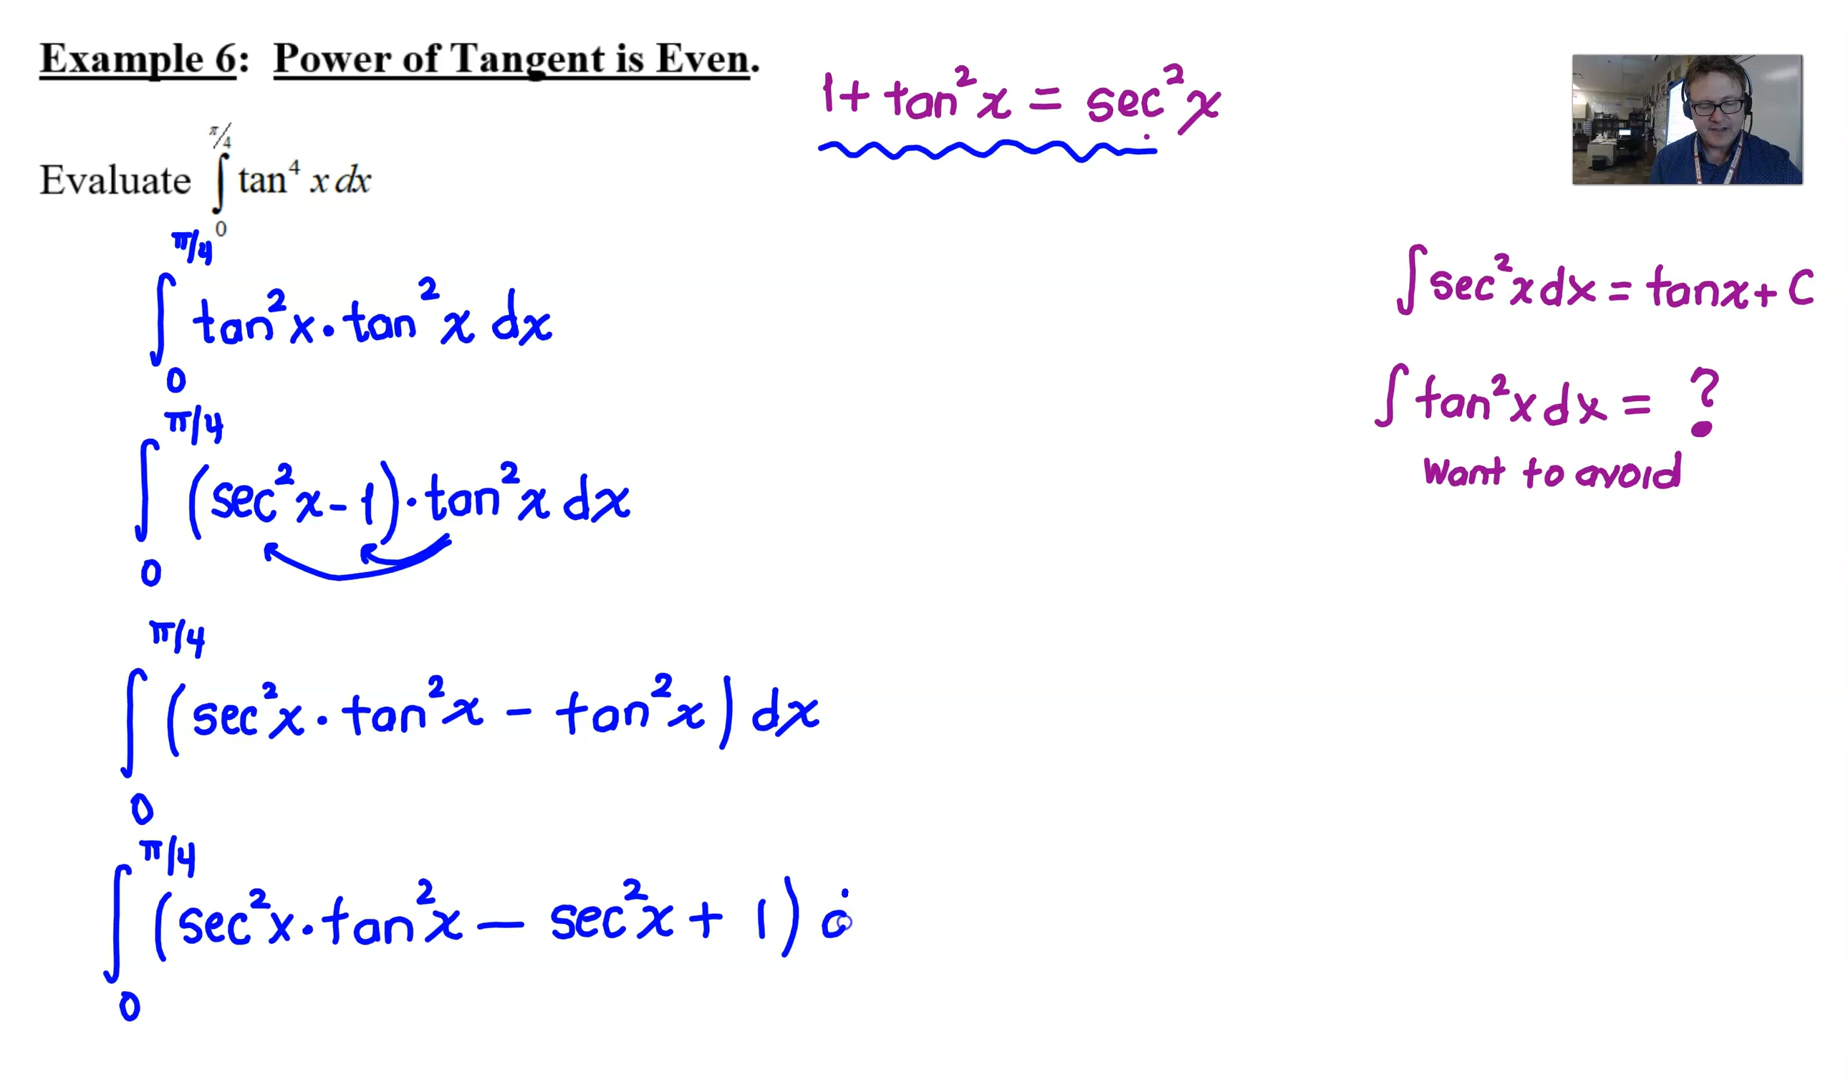 Example 6: Power of Tangent is Even.
1 + tan²x = sec²x
Evaluate ∫₀^{π/4} tan⁴ x dx
∫₀^{π/4} tan²x · tan²x dx
∫₀^{π/4} (sec²x - 1) · tan²x dx
∫₀^{π/4} (sec²x · tan²x - tan²x) dx
∫₀^{π/4} (sec²x · tan²x - sec²x + 1)
∫ sec²x dx = tanx + C
∫ tan²x dx = ?
Want to avoid